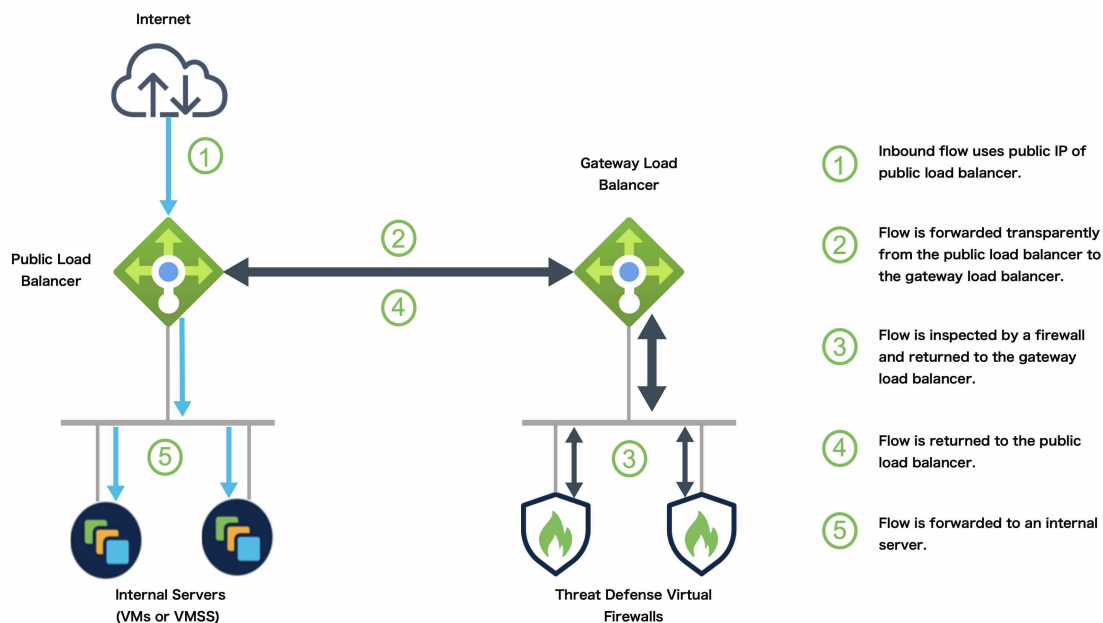 Internet
1
Gateway Load
Balancer
2
Public Load
Balancer
4
5
3
Internal Servers
(VMs or VMSS)
Threat Defense Virtual
Firewalls
1
Inbound flow uses public IP of
public load balancer.
2
Flow is forwarded transparently
from the public load balancer to
the gateway load balancer.
3
Flow is inspected by a firewall
and returned to the gateway
load balancer.
4
Flow is returned to the public
load balancer.
5
Flow is forwarded to an internal
server.